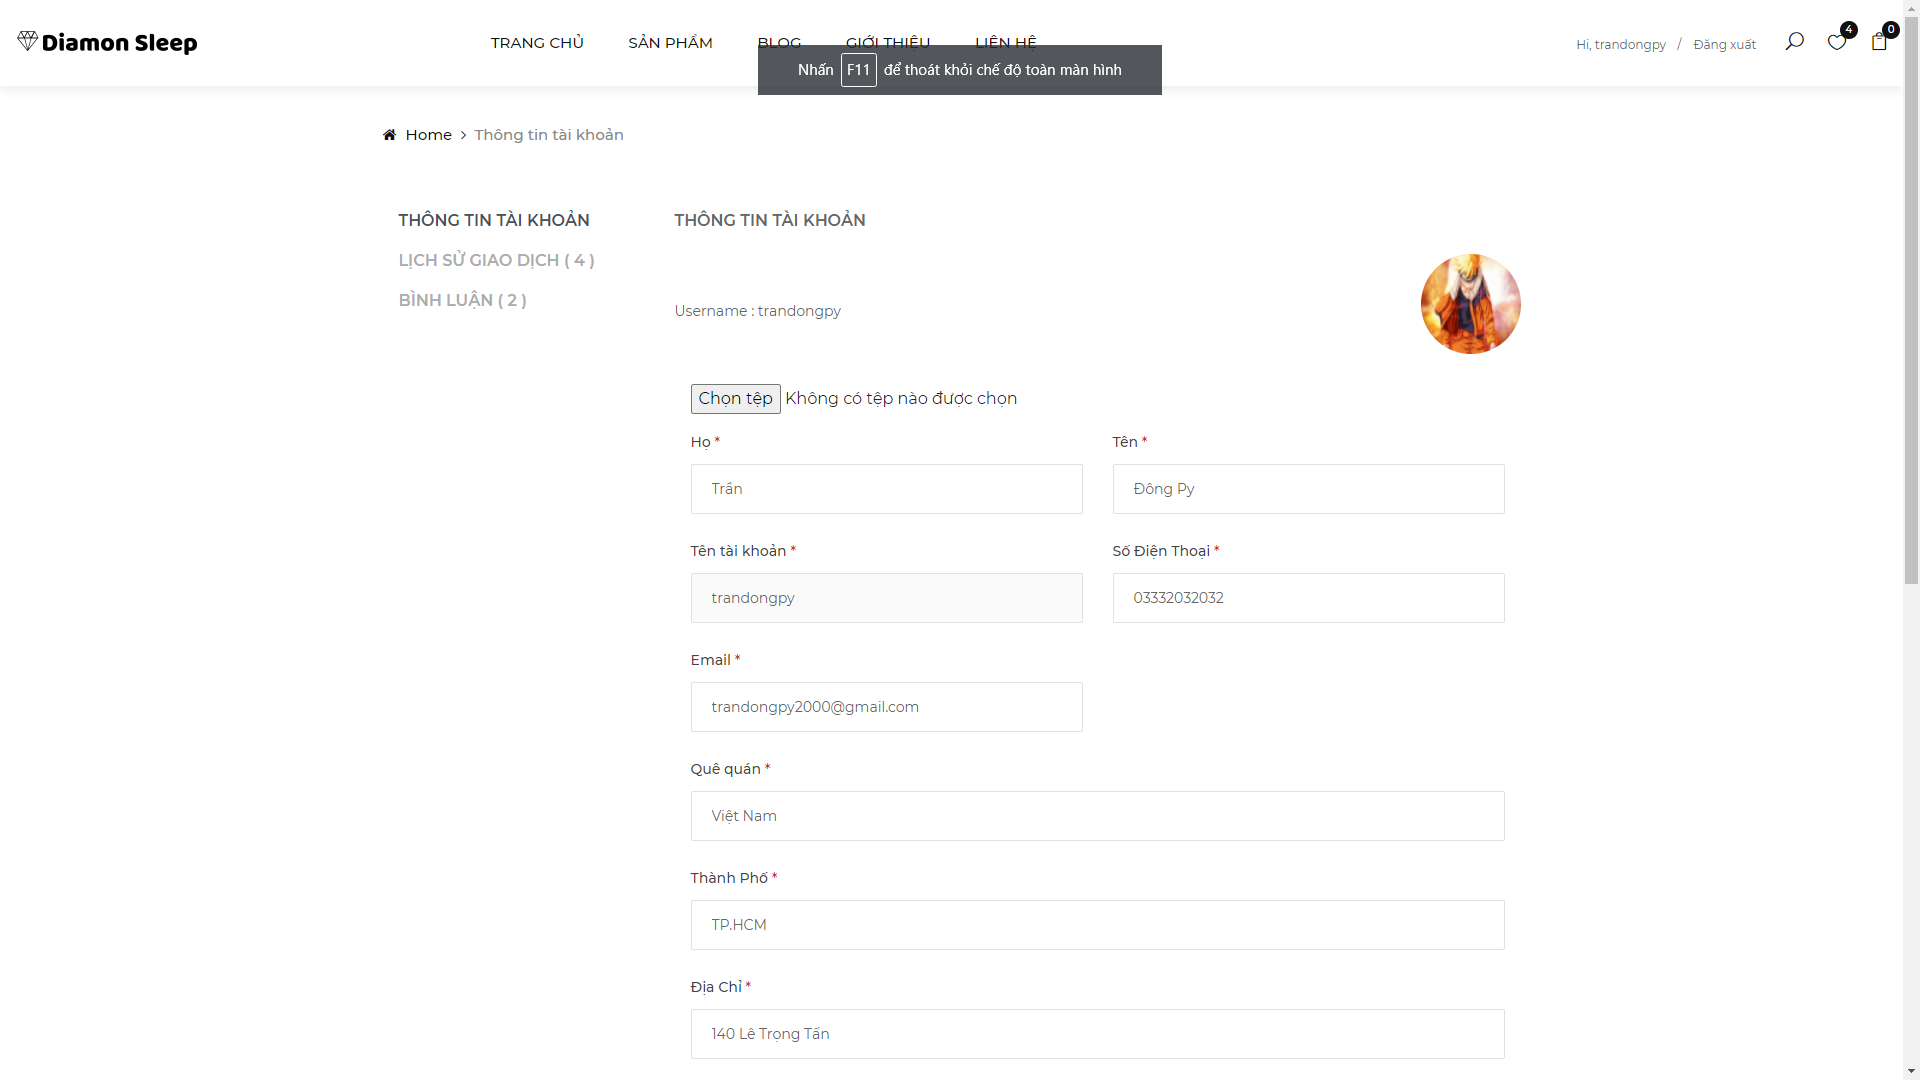 Diamon Sleep
TRANG CHỦ SẢN PHẨM BLOG GIỚI THIỆU LIÊN HỆ
Hi, trandongpy / Đăng xuất 4 0
Nhấn F11 để thoát khỏi chế độ toàn màn hình
Home > Thông tin tài khoản
THÔNG TIN TÀI KHOẢN
LỊCH SỬ GIAO DỊCH ( 4 )
BÌNH LUẬN ( 2 )
THÔNG TIN TÀI KHOẢN
Username : trandongpy
Chọn tệp Không có tệp nào được chọn
Họ * Tên *
Trần Đông Py
Tên tài khoản * Số Điện Thoại *
trandongpy 03332032032
Email *
trandongpy2000@gmail.com
Quê quán *
Việt Nam
Thành Phố *
TP.HCM
Địa Chỉ *
140 Lê Trọng Tấn